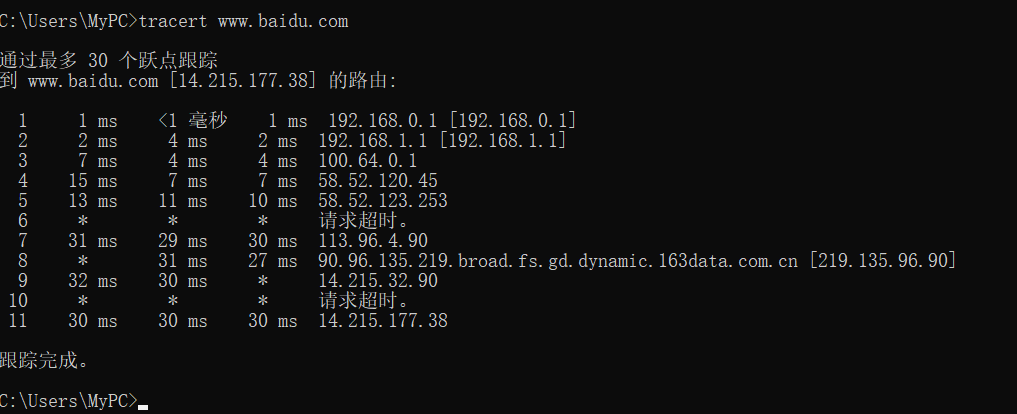 C:\Users\MyPC>tracert www.baidu.com
通过最多 30 个跃点跟踪
到 www.baidu.com [14.215.177.38] 的路由:
1 1 ms <1 毫秒 1 ms 192.168.0.1 [192.168.0.1]
2 2 ms 4 ms 2 ms 192.168.1.1 [192.168.1.1]
3 7 ms 4 ms 4 ms 100.64.0.1
4 15 ms 7 ms 7 ms 58.52.120.45
5 13 ms 11 ms 10 ms 58.52.123.253
6 * * * 请求超时。
7 31 ms 29 ms 30 ms 113.96.4.90
8 * 31 ms 27 ms 90.96.135.219.broad.fs.gd.dynamic.163data.com.cn [219.135.96.90]
9 32 ms 30 ms * 14.215.32.90
10 * * * 请求超时。
11 30 ms 30 ms 30 ms 14.215.177.38
跟踪完成。
C:\Users\MyPC>